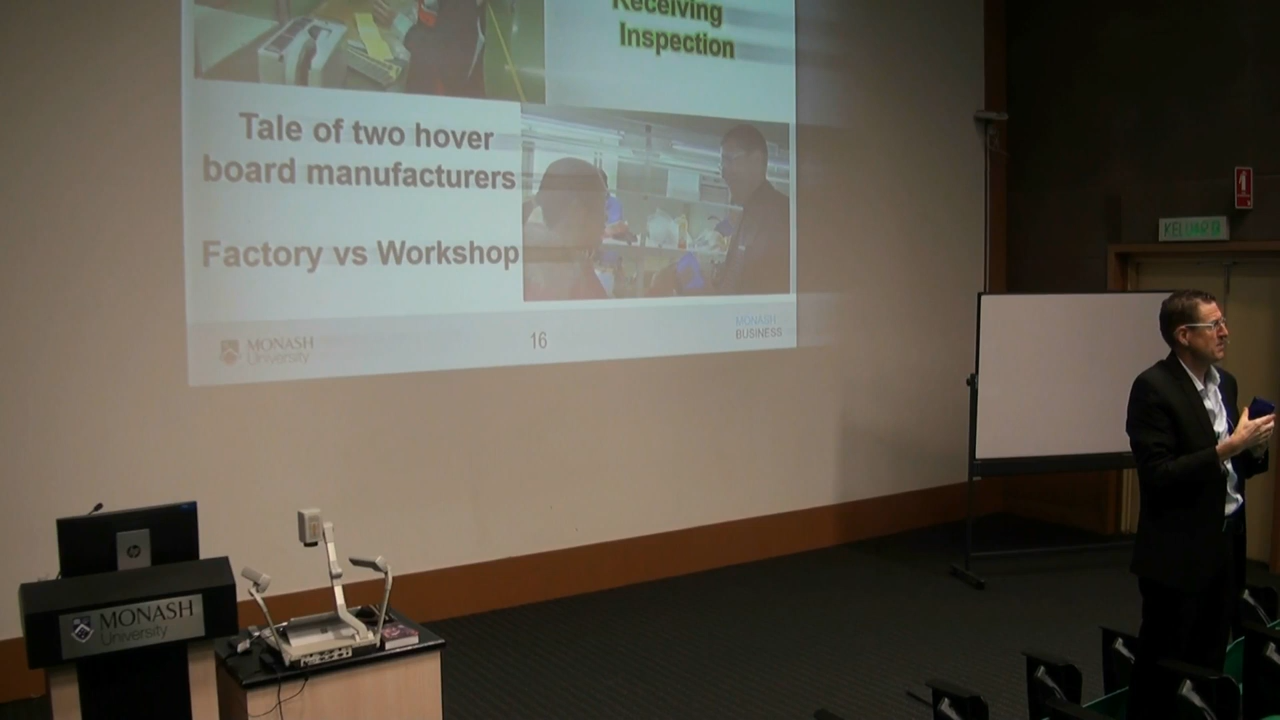 Receiving
Inspection
Tale of two hover
board manufacturers
Factory vs Workshop
MONASH
University
16
MONASH
BUSINESS
KELUAR
hp
MONASH
University